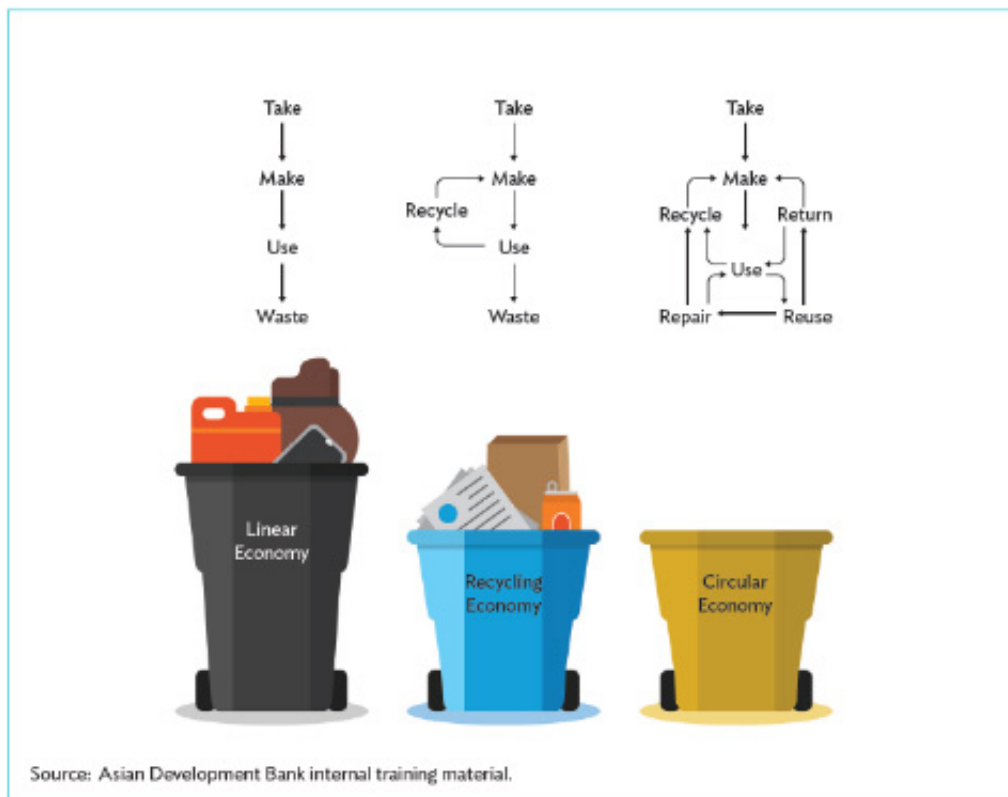 Take
Make
Use
Waste
Take
Make
Recycle
Use
Waste
Take
Make
Recycle
Return
Use
Repair
Reuse
Linear
Economy
Recycling
Economy
Circular
Economy
Source: Asian Development Bank internal training material.